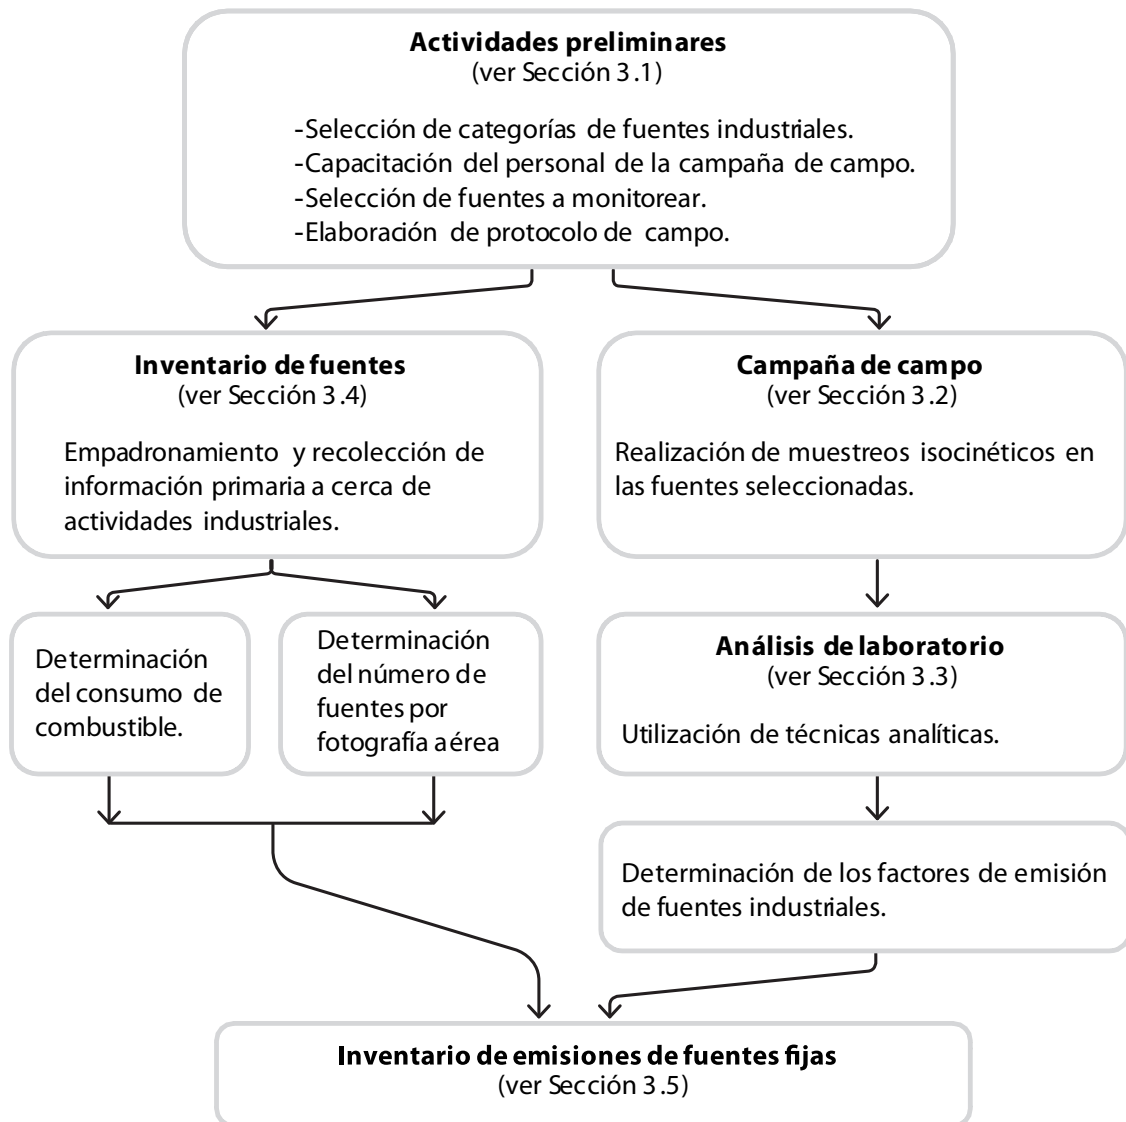 Actividades preliminares
(ver Sección 3.1)
-Selección de categorías de fuentes industriales.
-Capacitación del personal de la campaña de campo.
-Selección de fuentes a monitorear.
-Elaboración de protocolo de campo.
Inventario de fuentes
(ver Sección 3.4)
Empadronamiento y recolección de
información primaria a cerca de
actividades industriales.
Campaña de campo
(ver Sección 3.2)
Realización de muestreos isocinéticos en
las fuentes seleccionadas.
Determinación
del consumo de
combustible.
Determinación
del número de
fuentes por
fotografía aérea
Análisis de laboratorio
(ver Sección 3.3)
Utilización de técnicas analíticas.
Determinación de los factores de emisión
de fuentes industriales.
Inventario de emisiones de fuentes fijas
(ver Sección 3.5)